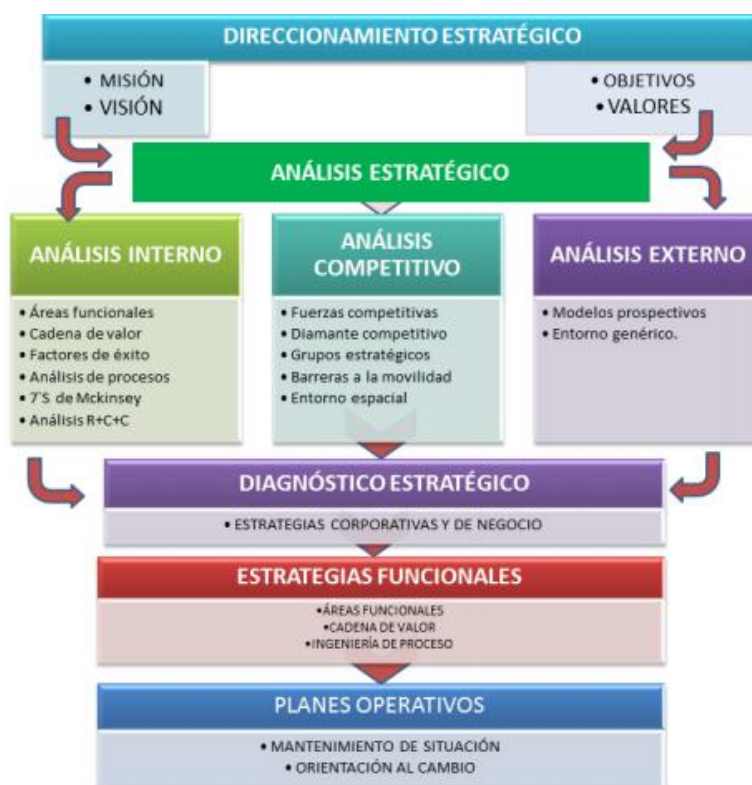 DIRECCIONAMIENTO ESTRATÉGICO
• MISIÓN
• VISIÓN
• OBJETIVOS
• VALORES
ANÁLISIS ESTRATÉGICO
ANÁLISIS INTERNO
• Áreas funcionales
• Cadena de valor
• Factores de éxito
• Análisis de procesos
• 7´S de Mckinsey
• Análisis R+C+C
ANÁLISIS
COMPETITIVO
• Fuerzas competitivas
• Diamante competitivo
• Grupos estratégicos
• Barreras a la movilidad
• Entorno espacial
ANÁLISIS EXTERNO
• Modelos prospectivos
• Entorno genérico.
DIAGNÓSTICO ESTRATÉGICO
• ESTRATEGIAS CORPORATIVAS Y DE NEGOCIO
ESTRATEGIAS FUNCIONALES
•ÁREAS FUNCIONALES
•CADENA DE VALOR
•INGENIERÍA DE PROCESO
PLANES OPERATIVOS
• MANTENIMIENTO DE SITUACIÓN
• ORIENTACIÓN AL CAMBIO